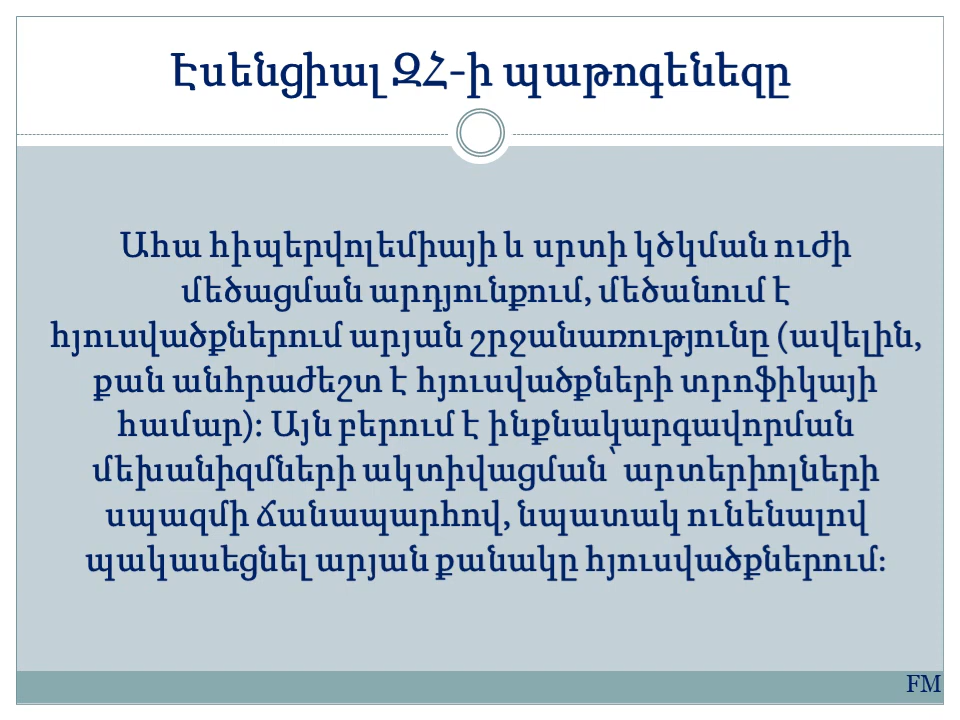 Էսենցիալ ԶՀ-ի պաթոգենեզը
Ահա հիպերվոլեմիայի և սրտի կծկման ուժի
մեծացման արդյունքում, մեծանում է
հյուսվածքներում արյան շրջանառությունը (ավելին,
քան անհրաժեշտ է հյուսվածքների տրոֆիկայի
համար)։ Այն բերում է ինքնակարգավորման
մեխանիզմների ակտիվացման՝ արտերիոլների
սպազմի ճանապարհով, նպատակ ունենալով
պակասեցնել արյան քանակը հյուսվածքներում։
FM